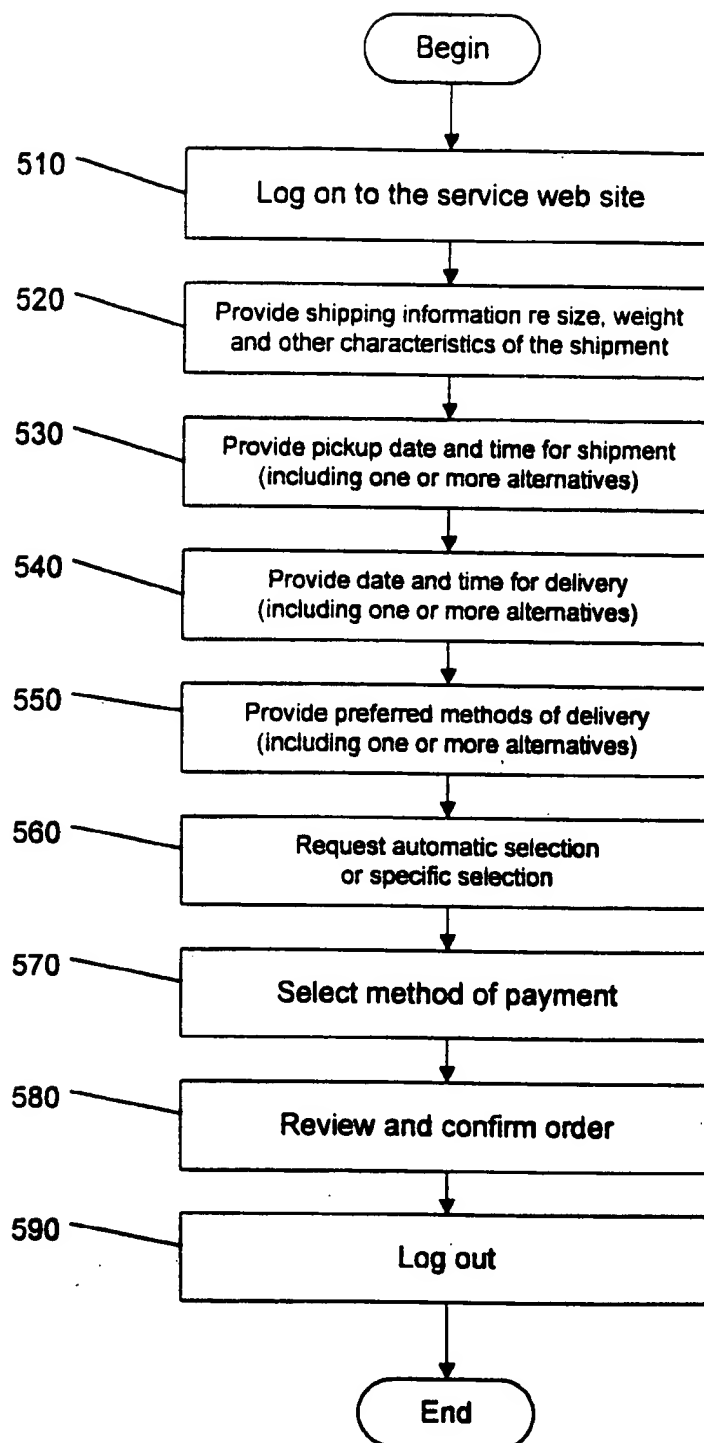 Begin
510
Log on to the service web site
520
Provide shipping information re size, weight
and other characteristics of the shipment
530
Provide pickup date and time for shipment
(including one or more alternatives)
540
Provide date and time for delivery
(including one or more alternatives)
550
Provide preferred methods of delivery
(including one or more alternatives)
560
Request automatic selection
or specific selection
570
Select method of payment
580
Review and confirm order
590
Log out
End